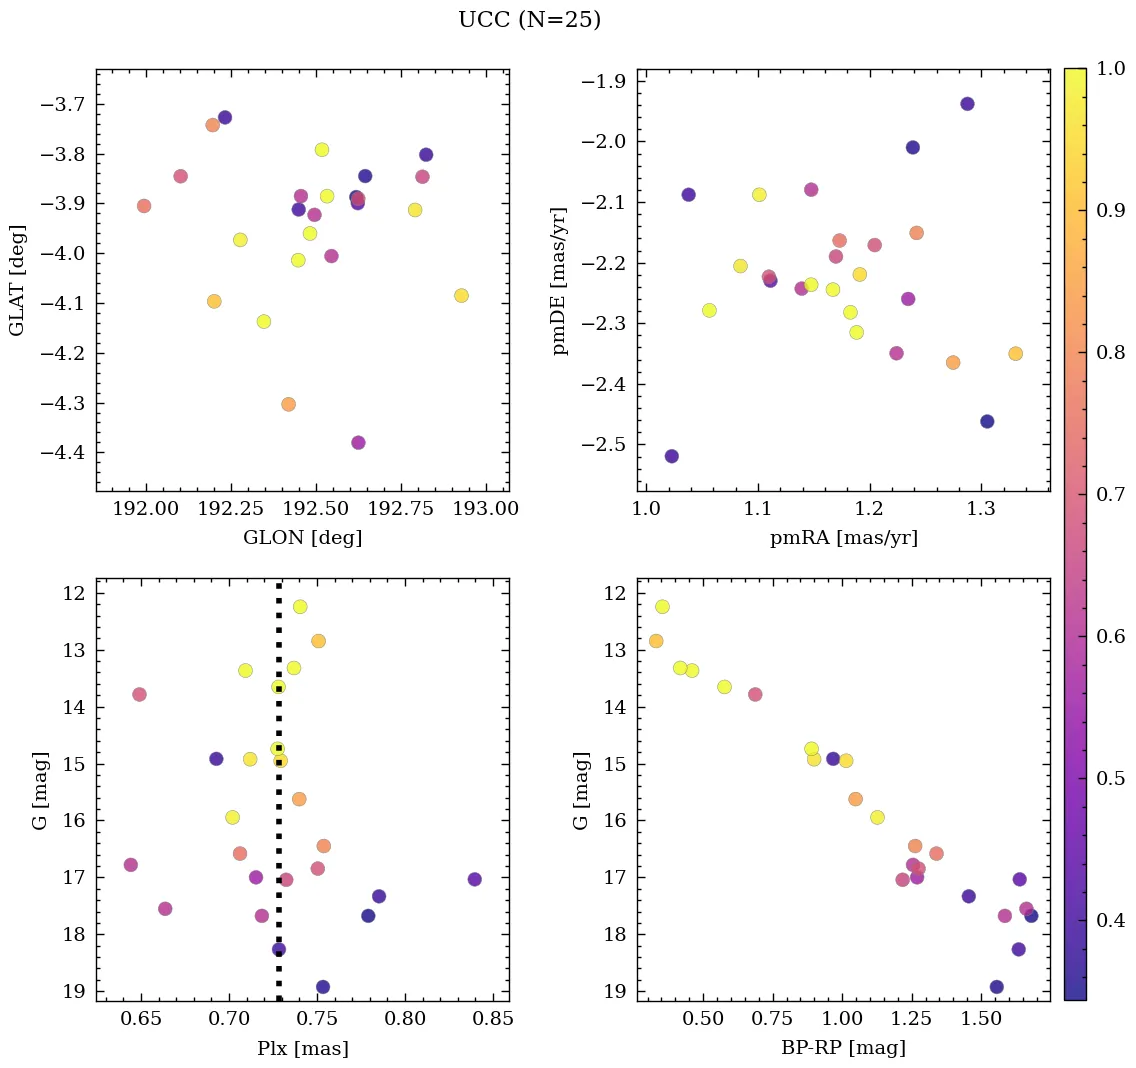 UCC (N=25)
−3.7
−3.8
−3.9
−4.0
−4.1
−4.2
−4.3
−4.4
GLAT [deg]
192.00 192.25 192.50 192.75 193.00
GLON [deg]
−1.9
−2.0
−2.1
−2.2
−2.3
−2.4
−2.5
pmDE [mas/yr]
1.0 1.1 1.2 1.3
pmRA [mas/yr]
12
13
14
15
16
17
18
19
G [mag]
0.65 0.70 0.75 0.80 0.85
Plx [mas]
12
13
14
15
16
17
18
19
G [mag]
0.50 0.75 1.00 1.25 1.50
BP-RP [mag]
1.0
0.9
0.8
0.7
0.6
0.5
0.4